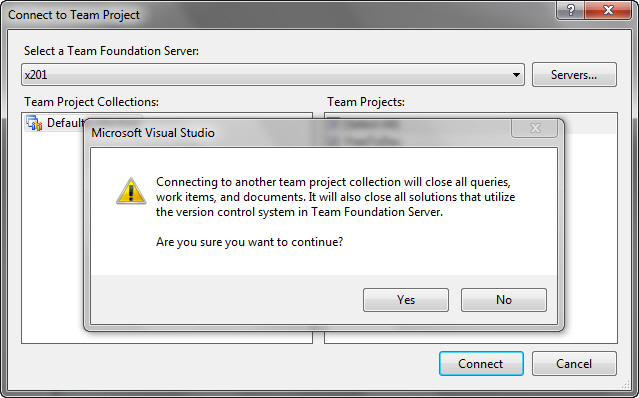 Connect to Team Project
Select a Team Foundation Server:
x201
Servers...
Team Project Collections:
Team Projects:
Default
Microsoft Visual Studio
Connecting to another team project collection will close all queries,
work items, and documents. It will also close all solutions that utilize
the version control system in Team Foundation Server.
Are you sure you want to continue?
Yes
No
Connect
Cancel